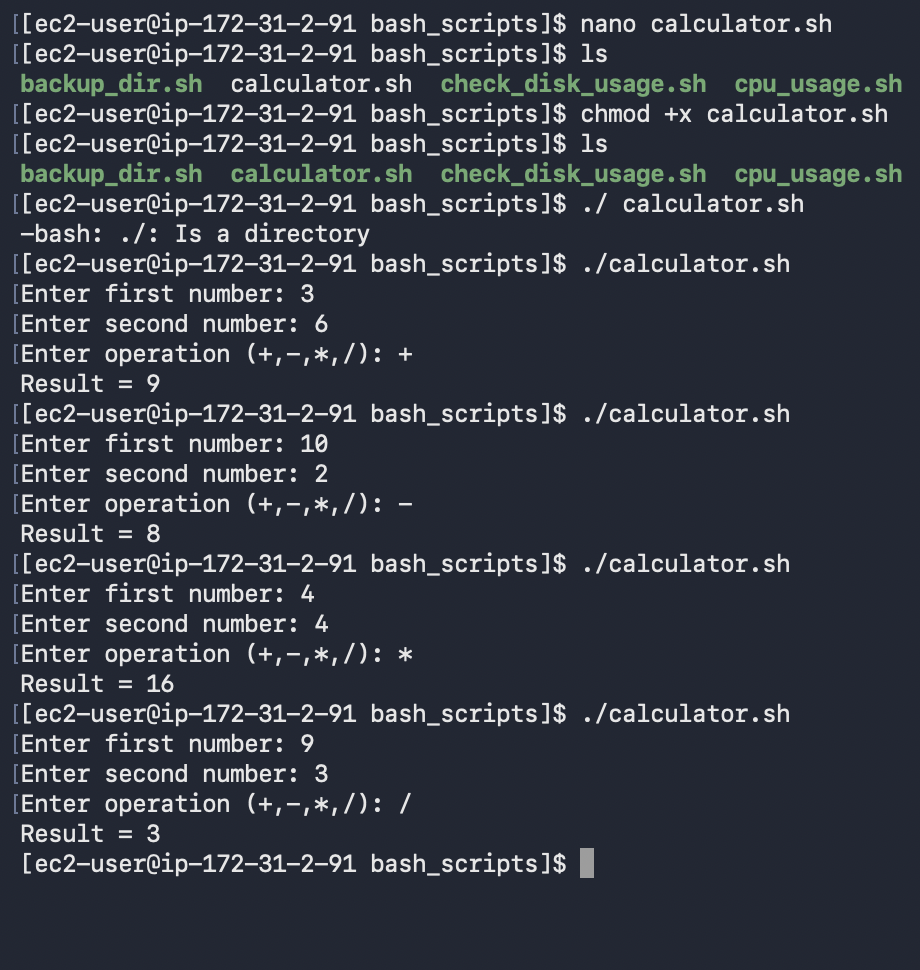 [[ec2-user@ip-172-31-2-91 bash_scripts]$ nano calculator.sh
[[ec2-user@ip-172-31-2-91 bash_scripts]$ ls
backup_dir.sh  calculator.sh  check_disk_usage.sh  cpu_usage.sh
[[ec2-user@ip-172-31-2-91 bash_scripts]$ chmod +x calculator.sh
[[ec2-user@ip-172-31-2-91 bash_scripts]$ ls
backup_dir.sh  calculator.sh  check_disk_usage.sh  cpu_usage.sh
[[ec2-user@ip-172-31-2-91 bash_scripts]$ ./ calculator.sh
-bash: ./: Is a directory
[[ec2-user@ip-172-31-2-91 bash_scripts]$ ./calculator.sh
[Enter first number: 3
[Enter second number: 6
[Enter operation (+,-,*,/): +
Result = 9
[[ec2-user@ip-172-31-2-91 bash_scripts]$ ./calculator.sh
[Enter first number: 10
[Enter second number: 2
[Enter operation (+,-,*,/): -
Result = 8
[[ec2-user@ip-172-31-2-91 bash_scripts]$ ./calculator.sh
[Enter first number: 4
[Enter second number: 4
[Enter operation (+,-,*,/): *
Result = 16
[[ec2-user@ip-172-31-2-91 bash_scripts]$ ./calculator.sh
[Enter first number: 9
[Enter second number: 3
[Enter operation (+,-,*,/): /
Result = 3
[ec2-user@ip-172-31-2-91 bash_scripts]$